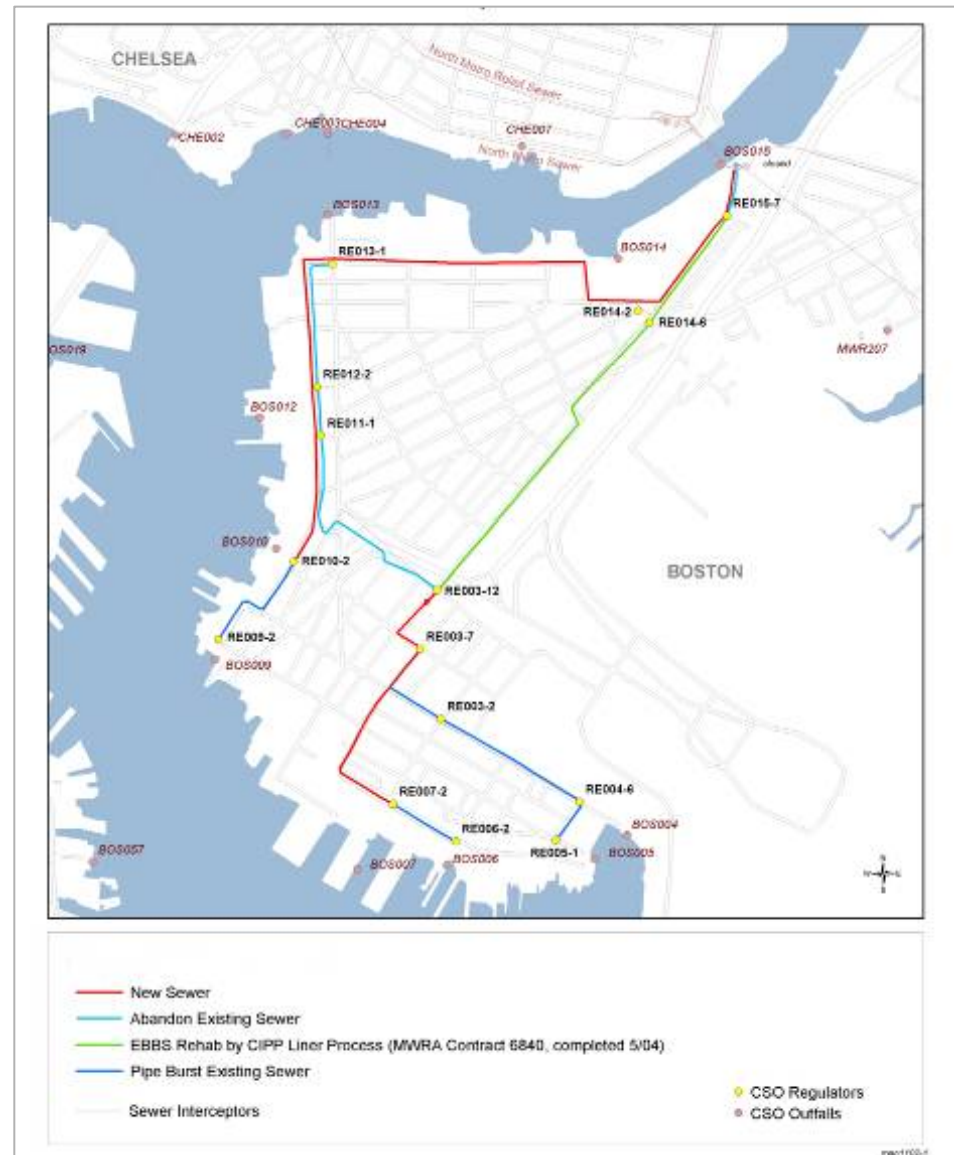 CHELSEA
North Metro Relief Sewer
CHE002
CHE003
CHE004
CHE007
North Metro Sewer
BOS015
closed
RE015-7
BOS013
RE013-1
BOS014
RE014-2
RE014-6
MWR207
OS019
RE012-2
BOS012
RE011-1
BOS010
RE010-2
BOSTON
RE003-12
RE009-2
RE003-7
BOS009
RE003-2
RE007-2
RE004-6
RE006-2
BOS004
RE005-1
BOS005
BOS057
BOS007
BOS006
N
S
New Sewer
Abandon Existing Sewer
EBBS Rehab by CIPP Liner Process (MWRA Contract 6840, completed 5/04)
Pipe Burst Existing Sewer
Sewer Interceptors
CSO Regulators
CSO Outfalls